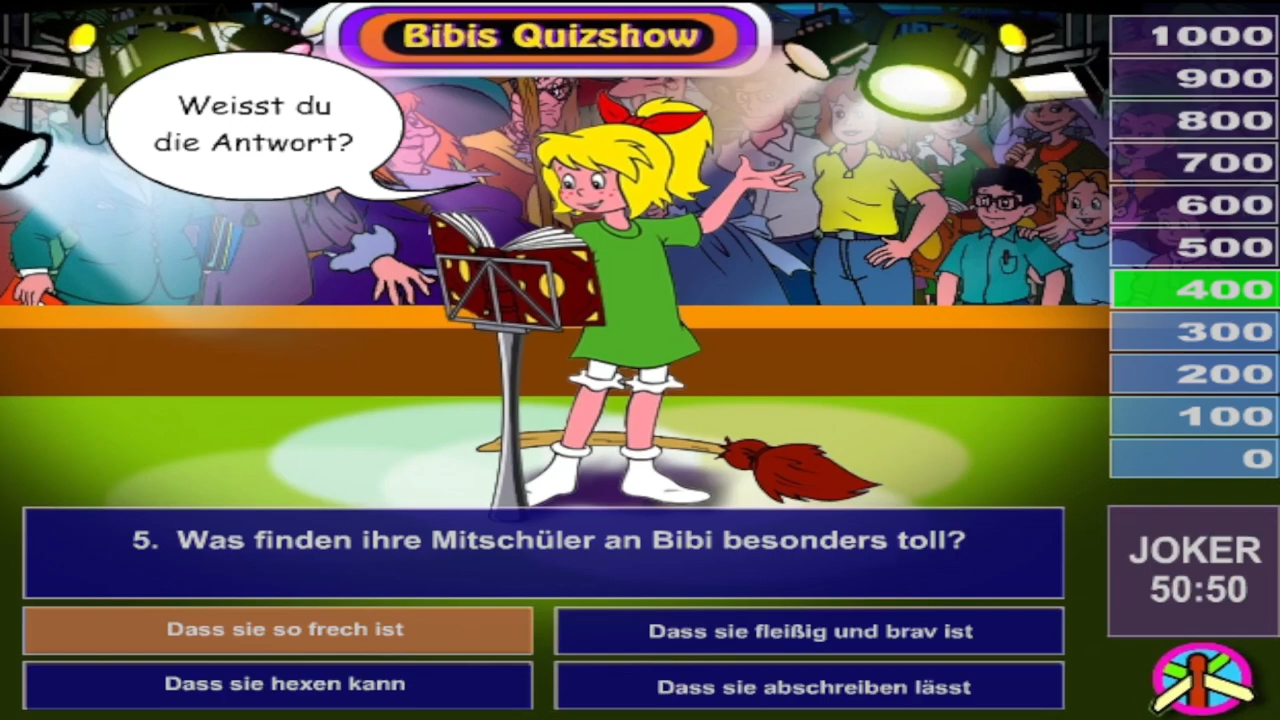 Bibis Quizshow
Weisst du
die Antwort?
1000
900
800
700
600
500
400
300
200
100
0
5. Was finden ihre Mitschüler an Bibi besonders toll?
Dass sie so frech ist
Dass sie fleißig und brav ist
Dass sie hexen kann
Dass sie abschreiben lässt
JOKER
50:50